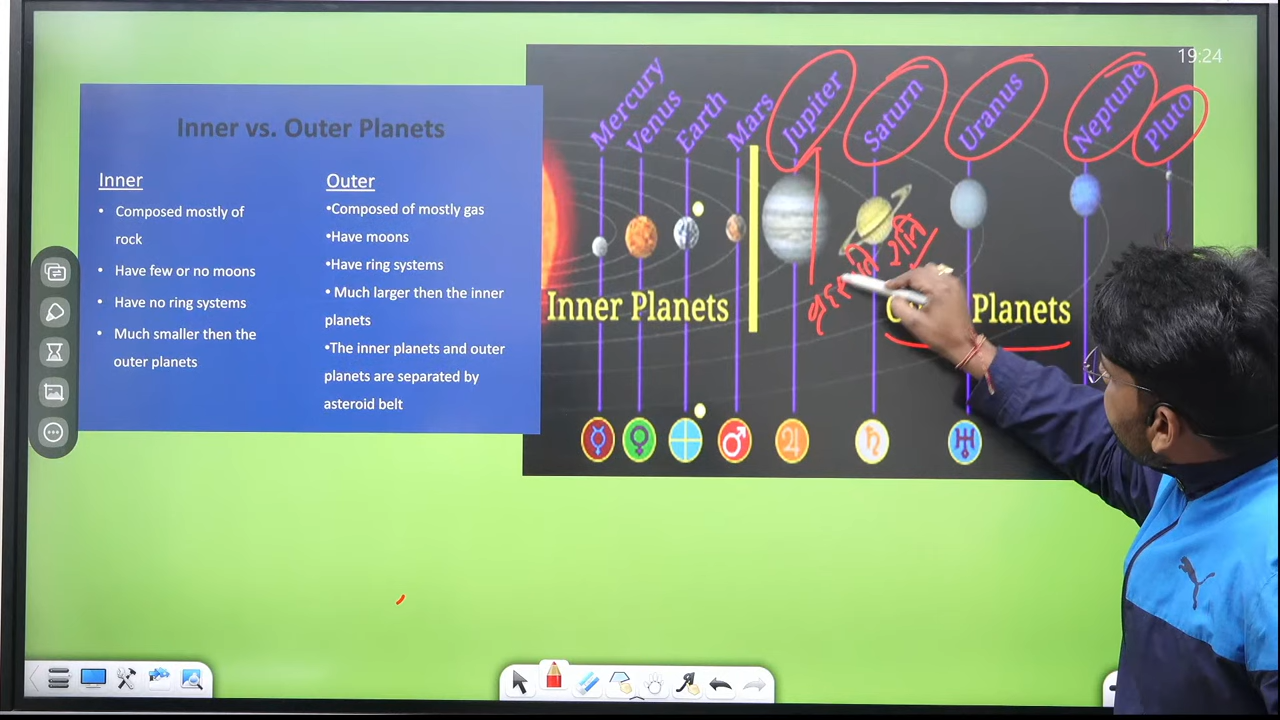 19:24
Inner vs. Outer Planets
Inner
• Composed mostly of
rock
• Have few or no moons
• Have no ring systems
• Much smaller then the
outer planets
Outer
•Composed of mostly gas
•Have moons
•Have ring systems
• Much larger then the inner
planets
•The inner planets and outer
planets are separated by
asteroid belt
Mercury
Venus
Earth
Mars
Jupiter
Saturn
Uranus
Neptune
Pluto
शनि
Inner Planets
Planets